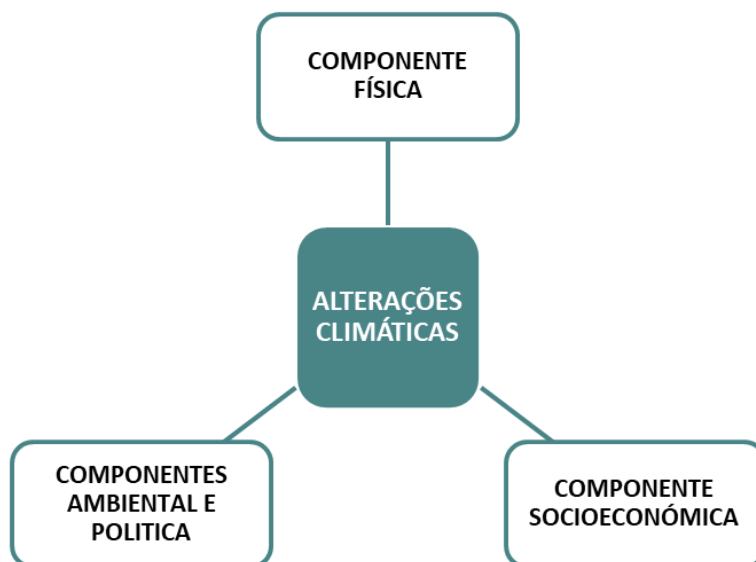 COMPONENTE
FÍSICA
ALTERAÇÕES
CLIMÁTICAS
COMPONENTES
AMBIENTAL E
POLITICA
COMPONENTE
SOCIOECONÓMICA